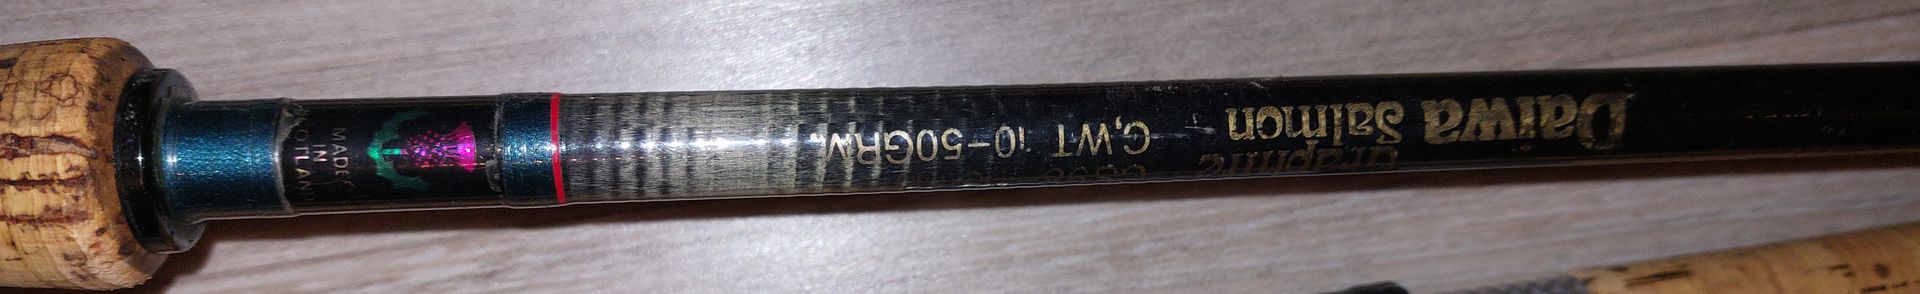 Daiwa Salmon
Graphite
C,WT 10-50GRM.
MADE
IN
SCOTLAND